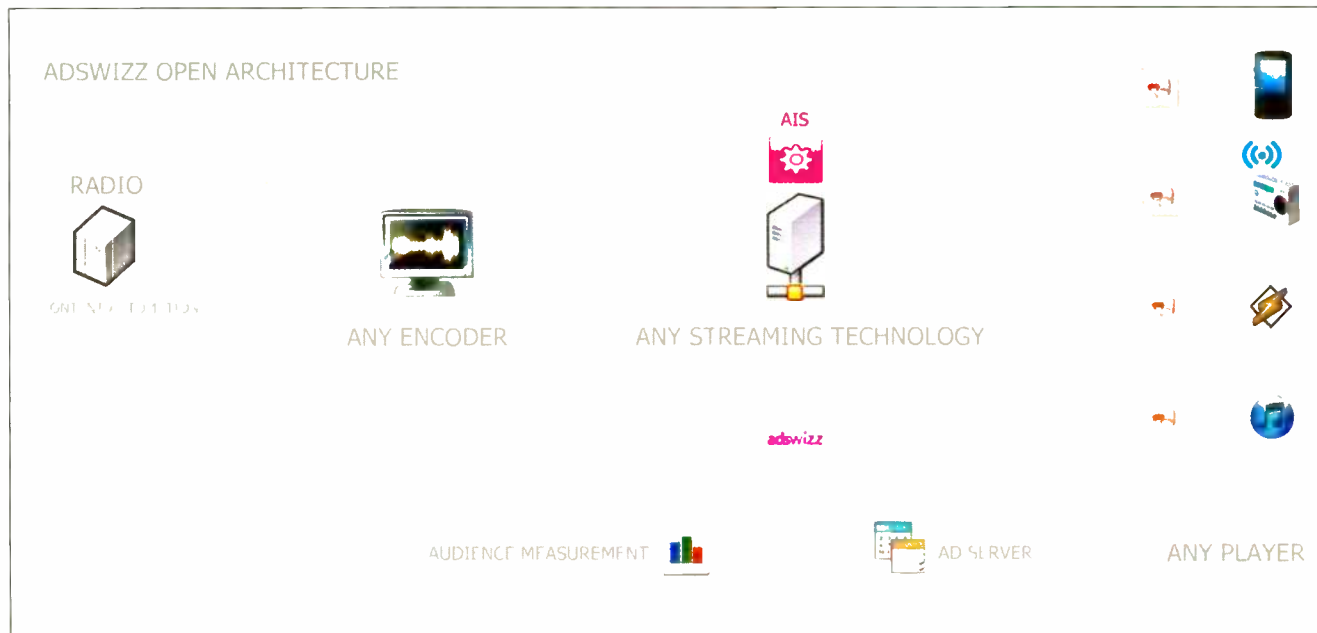 ADSWIZZ OPEN ARCHITECTURE
AIS
RADIO
ANY ENCODER
ANY STREAMING TECHNOLOGY
adswizz
AUDIENCE MEASUREMENT
AD SERVER
ANY PLAYER